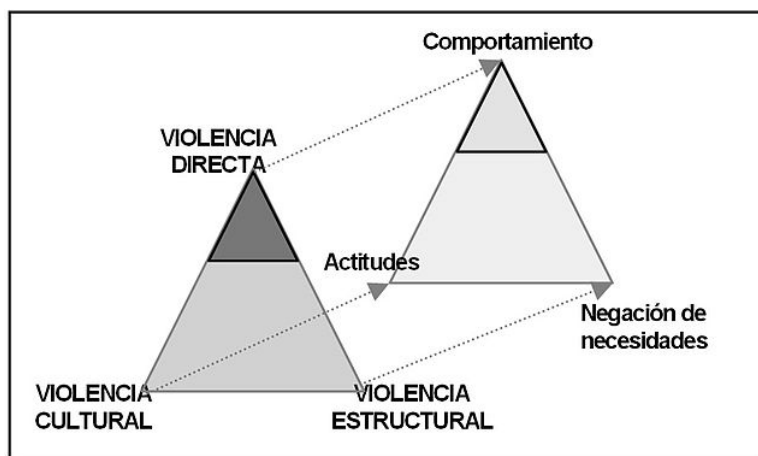 Comportamiento
VIOLENCIA
DIRECTA
Actitudes
Negación de
necesidades
VIOLENCIA
CULTURAL
VIOLENCIA
ESTRUCTURAL